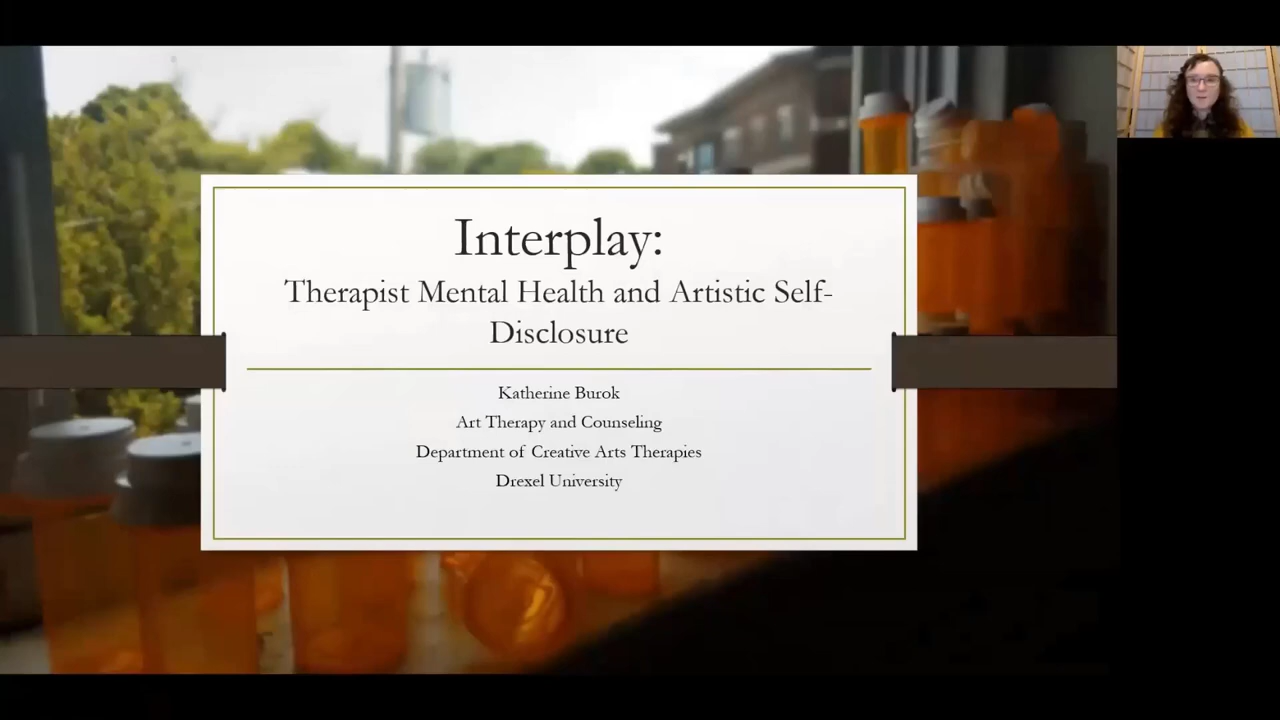 Interplay:
Therapist Mental Health and Artistic Self-
Disclosure
Katherine Burok
Art Therapy and Counseling
Department of Creative Arts Therapies
Drexel University